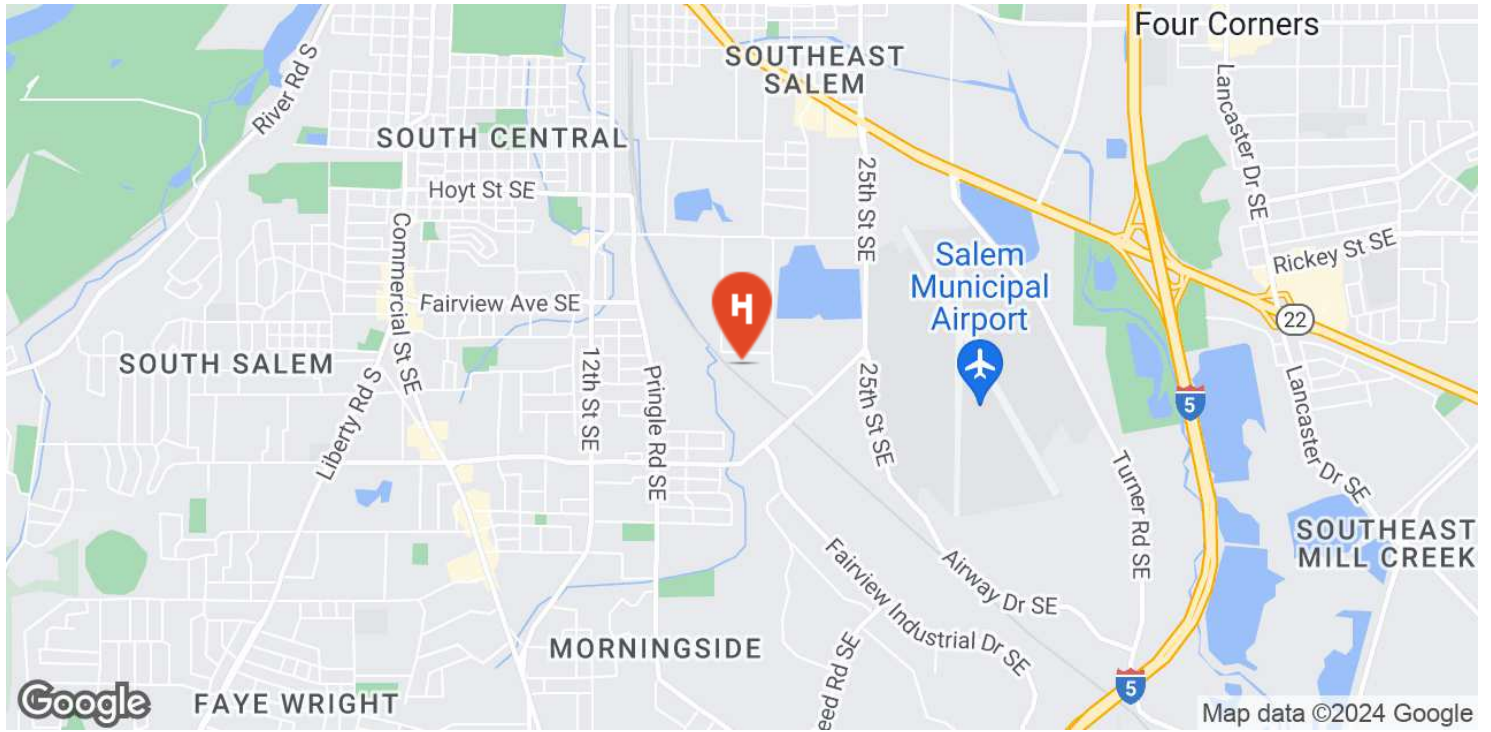 Four Corners
SOUTHEAST
SALEM
River Rd S
Lancaster Dr SE
SOUTH CENTRAL
Hoyt St SE
25th St SE
Commercial St SE
Rickey St SE
Salem
Municipal
Airport
H
Fairview Ave SE
22
SOUTH SALEM
12th St SE
Pringle Rd SE
25th St SE
5
Liberty Rd S
Lancaster Dr SE
Turner Rd SE
SOUTHEAST
MILL CREEK
Fairview Industrial Dr SE
Airway Dr SE
MORNINGSIDE
eed Rd SE
5
FAYE WRIGHT
Google
Map data ©2024 Google